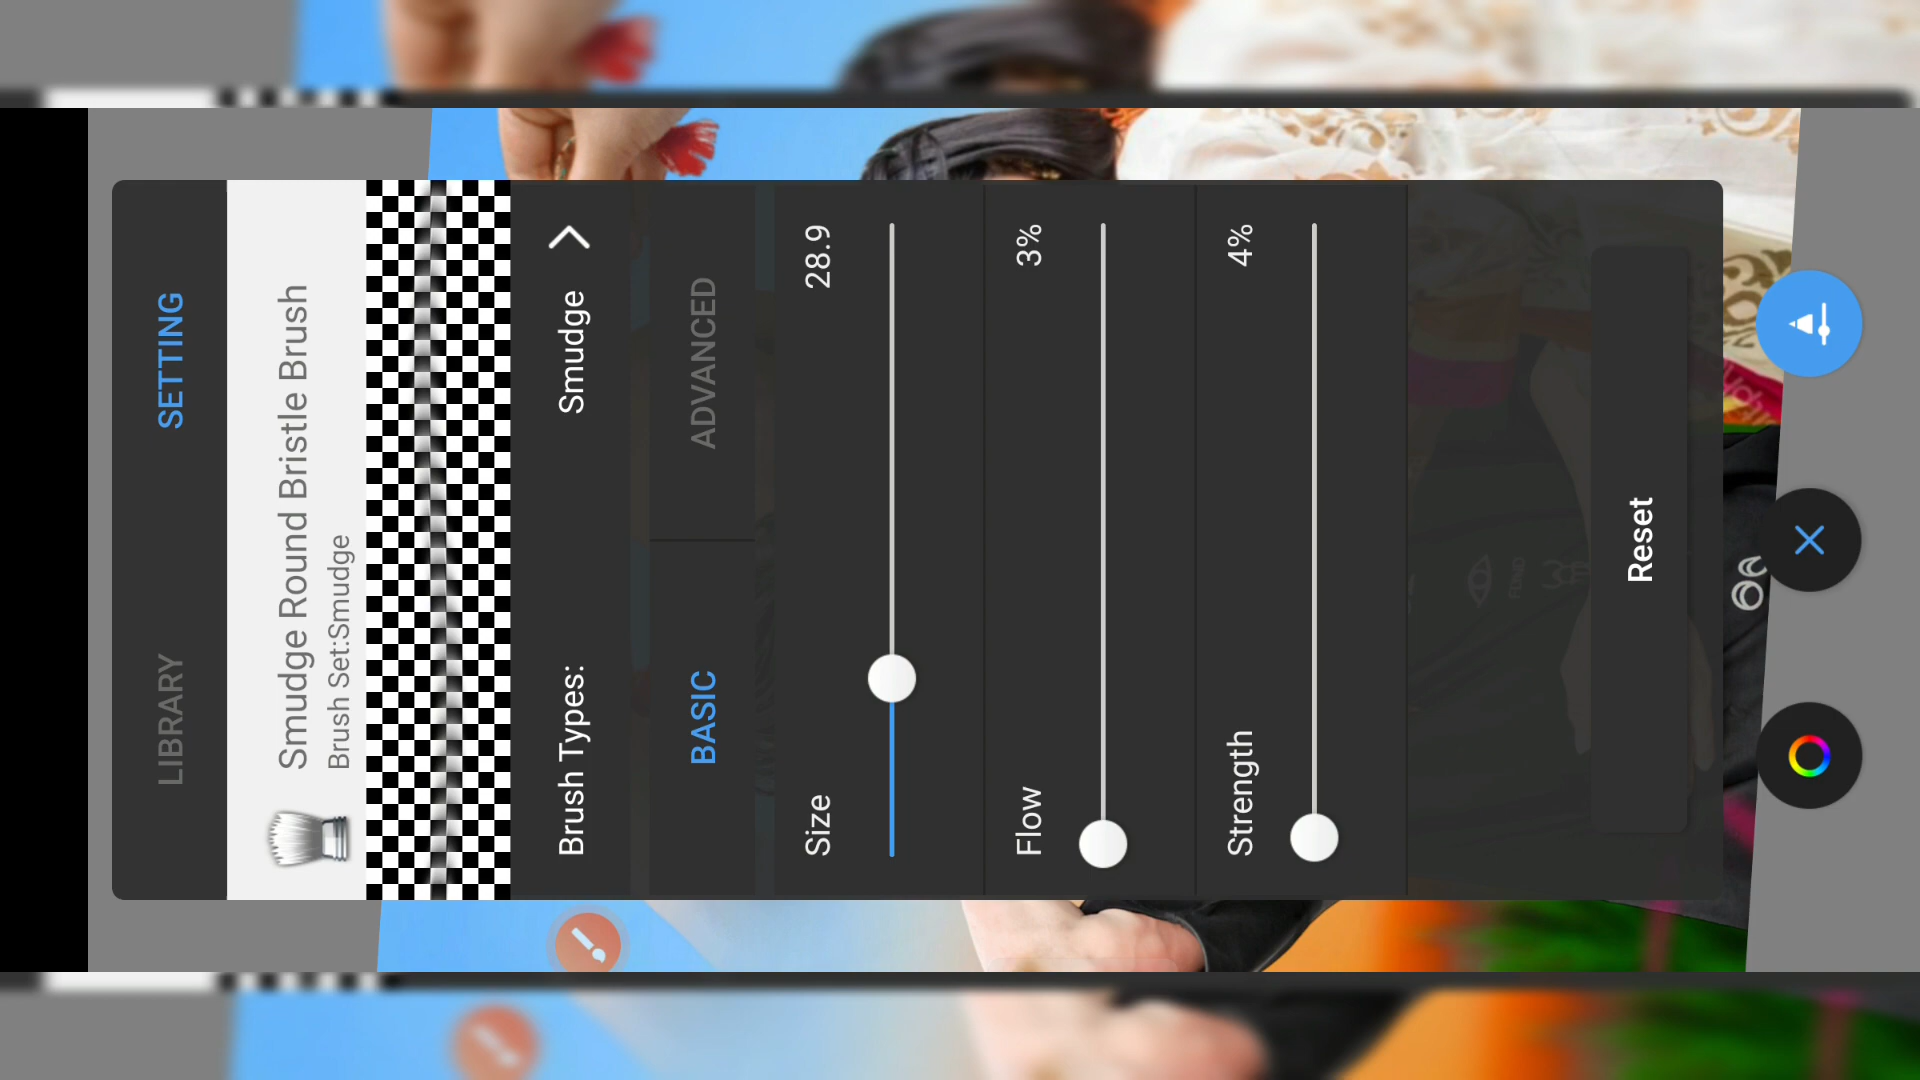 LIBRARY SETTING
Smudge Round Bristle Brush
Brush Set:Smudge
Brush Types: Smudge
BASIC ADVANCED
Size 28.9
Flow 3%
Strength 4%
Reset